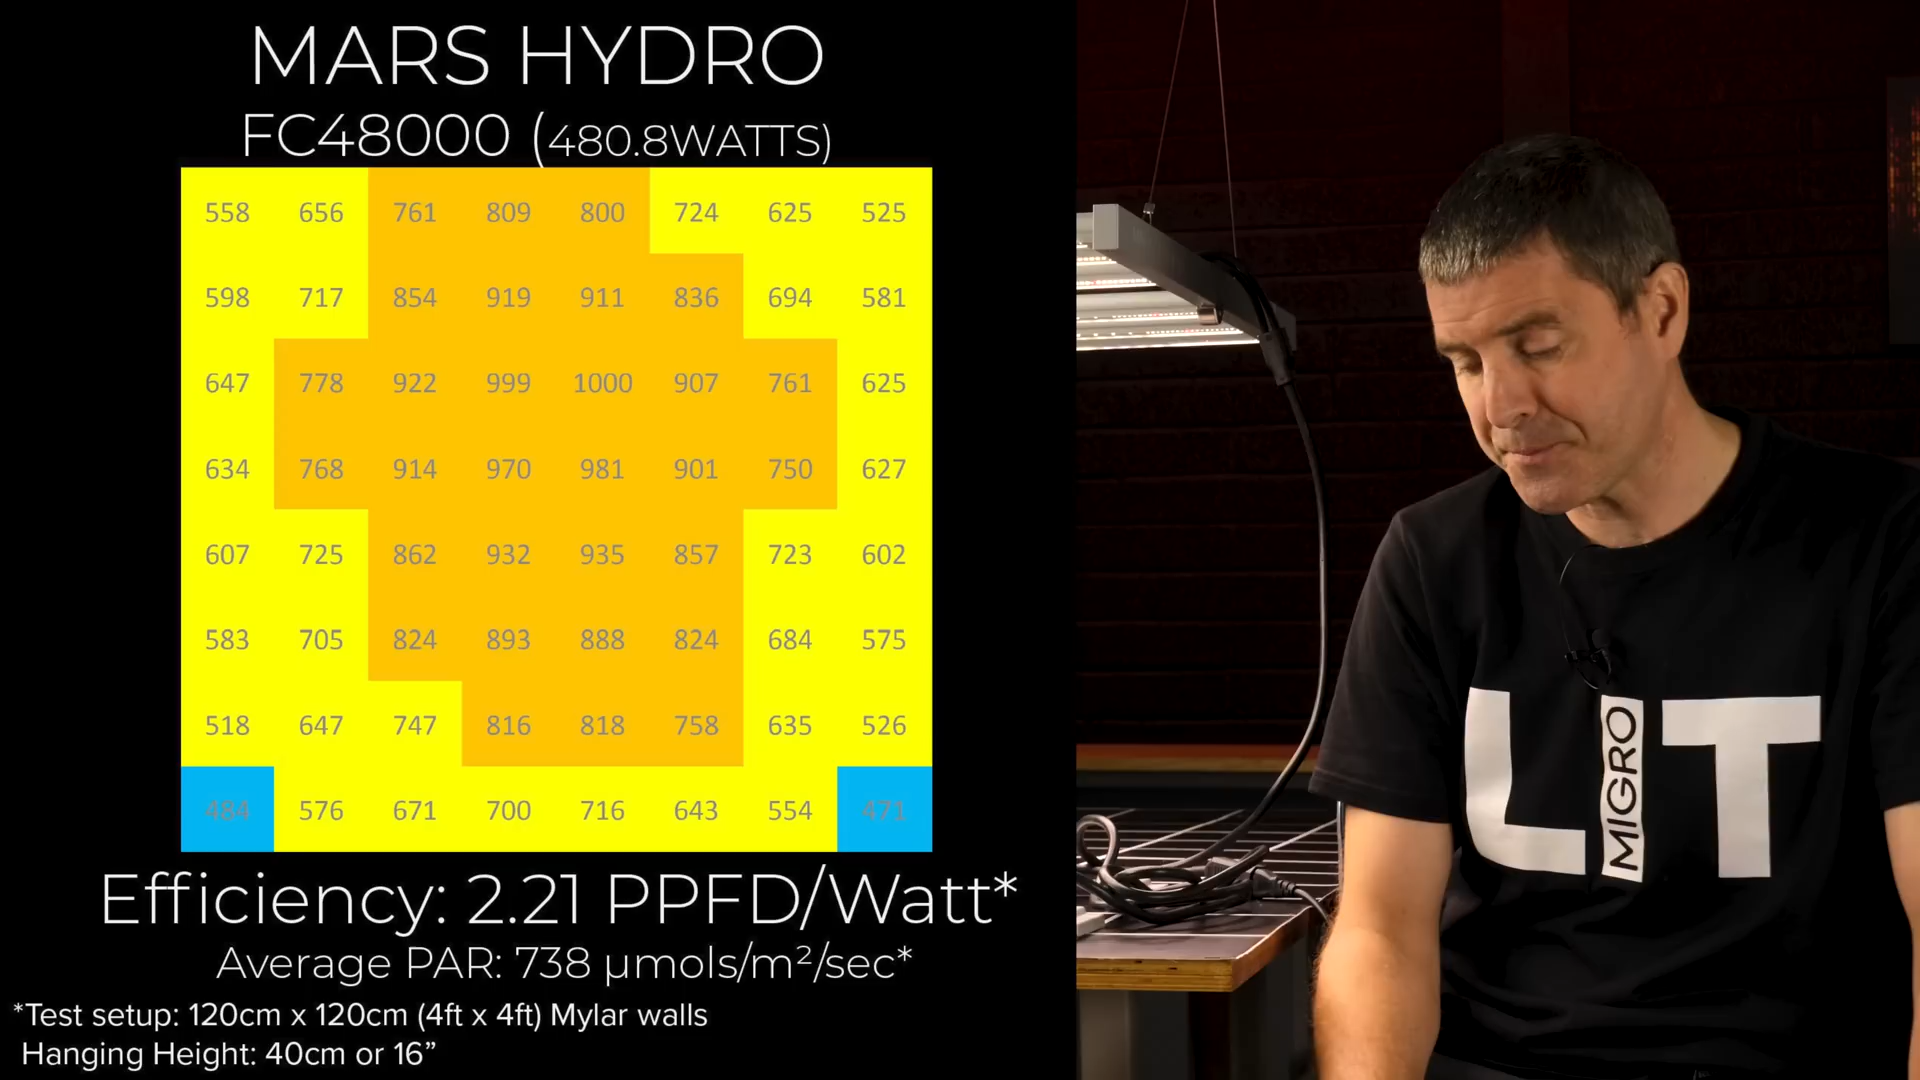 MARS HYDRO
FC48000 (480.8WATTS)
558 656 761 809 800 724 625 525
598 717 854 919 911 836 694 581
647 778 922 999 1000 907 761 625
634 768 914 970 981 901 750 627
607 725 862 932 935 857 723 602
583 705 824 893 888 824 684 575
518 647 747 816 818 758 635 526
484 576 671 700 716 643 554 471
Efficiency: 2.21 PPFD/Watt*
Average PAR: 738 µmols/m²/sec*
*Test setup: 120cm x 120cm (4ft x 4ft) Mylar walls
Hanging Height: 40cm or 16”
LIT
MIGRO